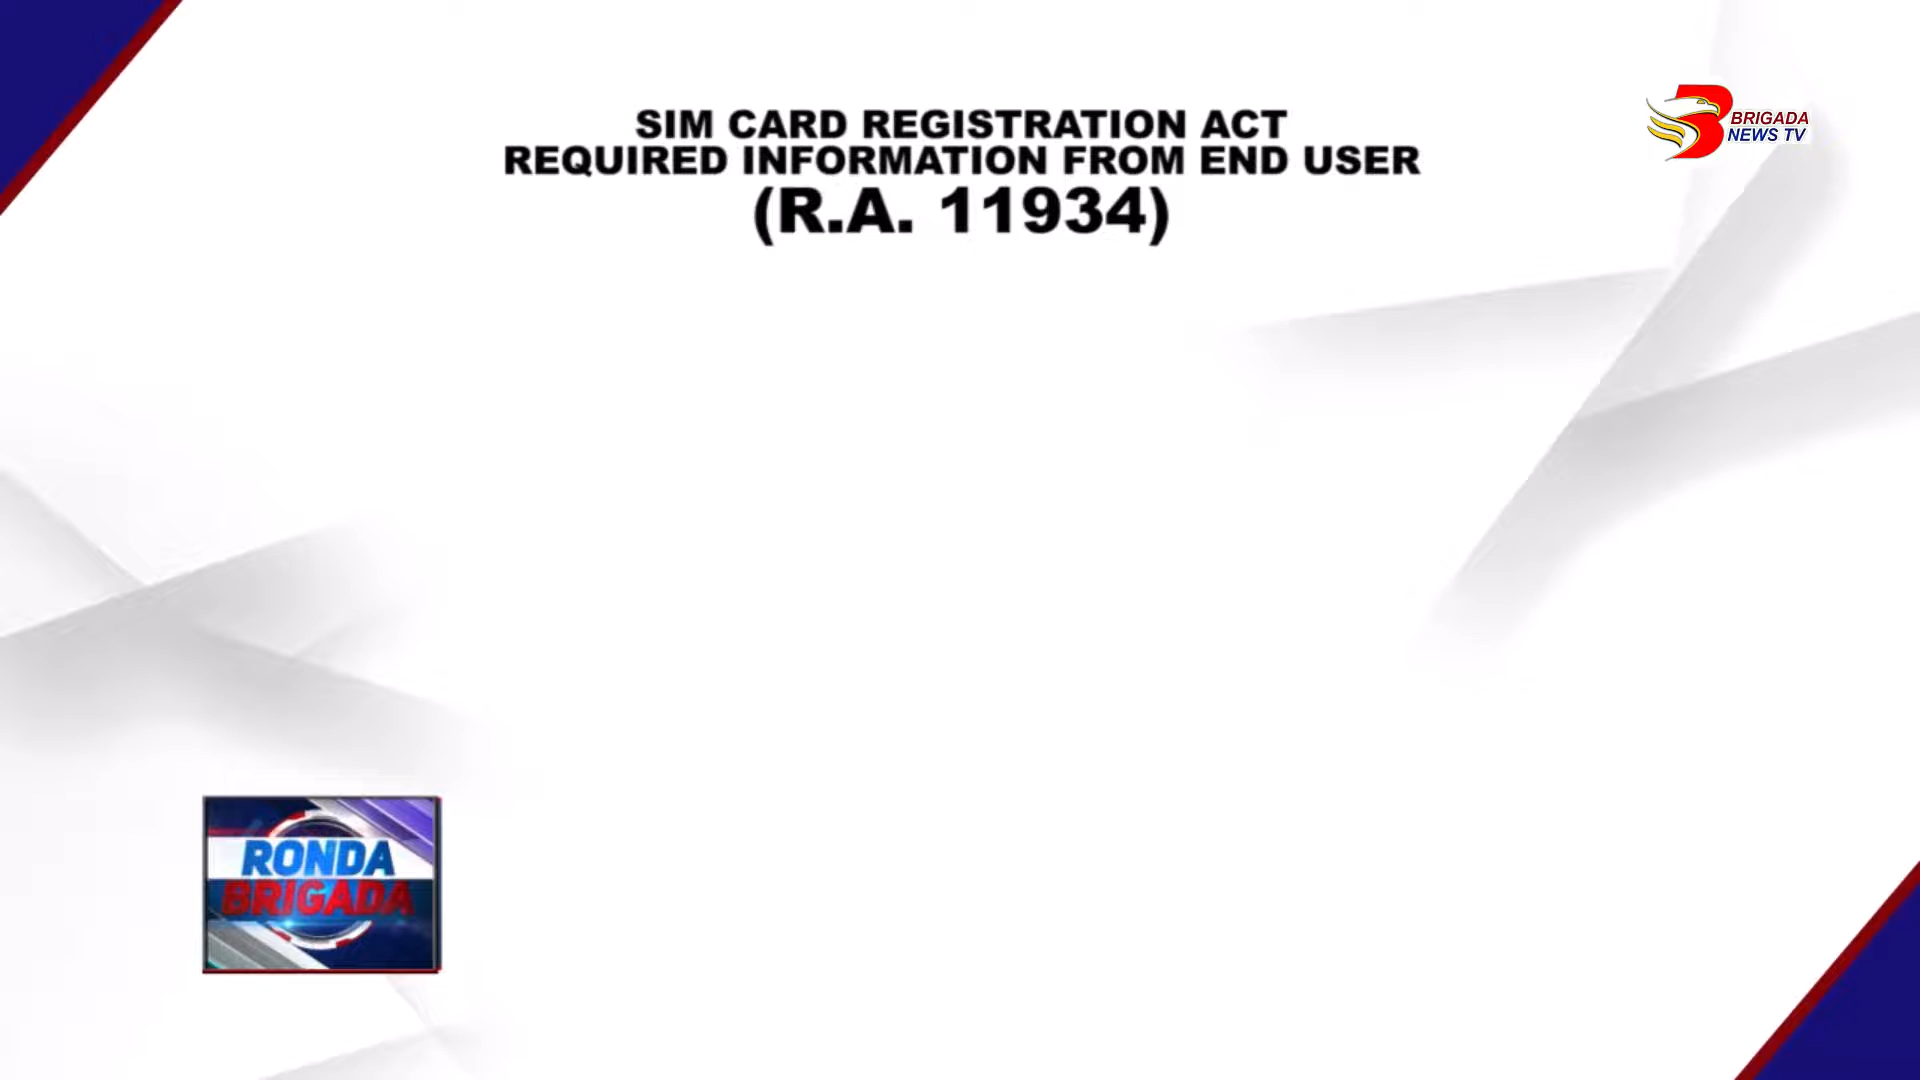 SIM CARD REGISTRATION ACT
REQUIRED INFORMATION FROM END USER
(R.A. 11934)
BRIGADA
NEWS TV
RONDA
BRIGADA